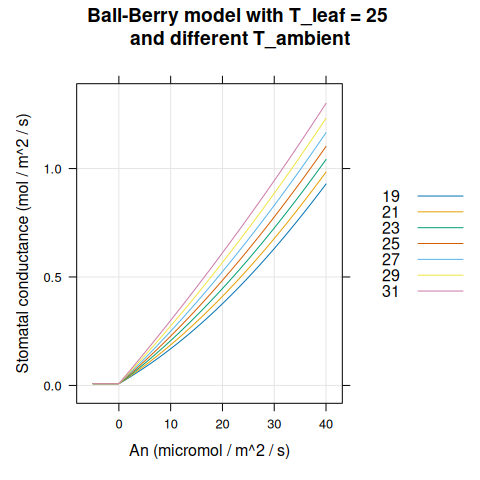 Ball-Berry model with T_leaf = 25
and different T_ambient
Stomatal conductance (mol / m^2 / s)
1.0
0.5
0.0
0 10 20 30 40
An (micromol / m^2 / s)
19
21
23
25
27
29
31